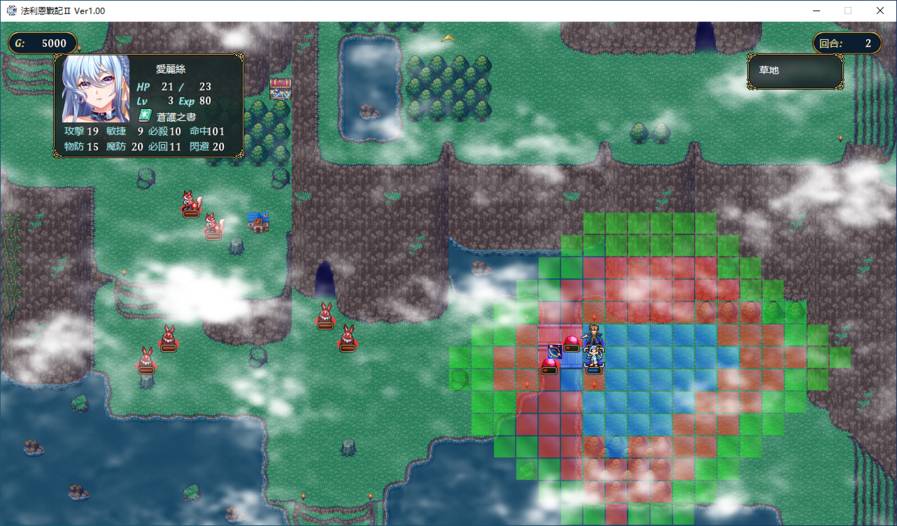 法利恩戰記Ⅱ Ver1.00
G: 5000
回合: 2
愛麗絲
HP 21 / 23
Lv 3 Exp 80
蒼護之書
攻擊 19 敏捷 9 必殺 10 命中 101
物防 15 魔防 20 必回 11 閃避 20
草地